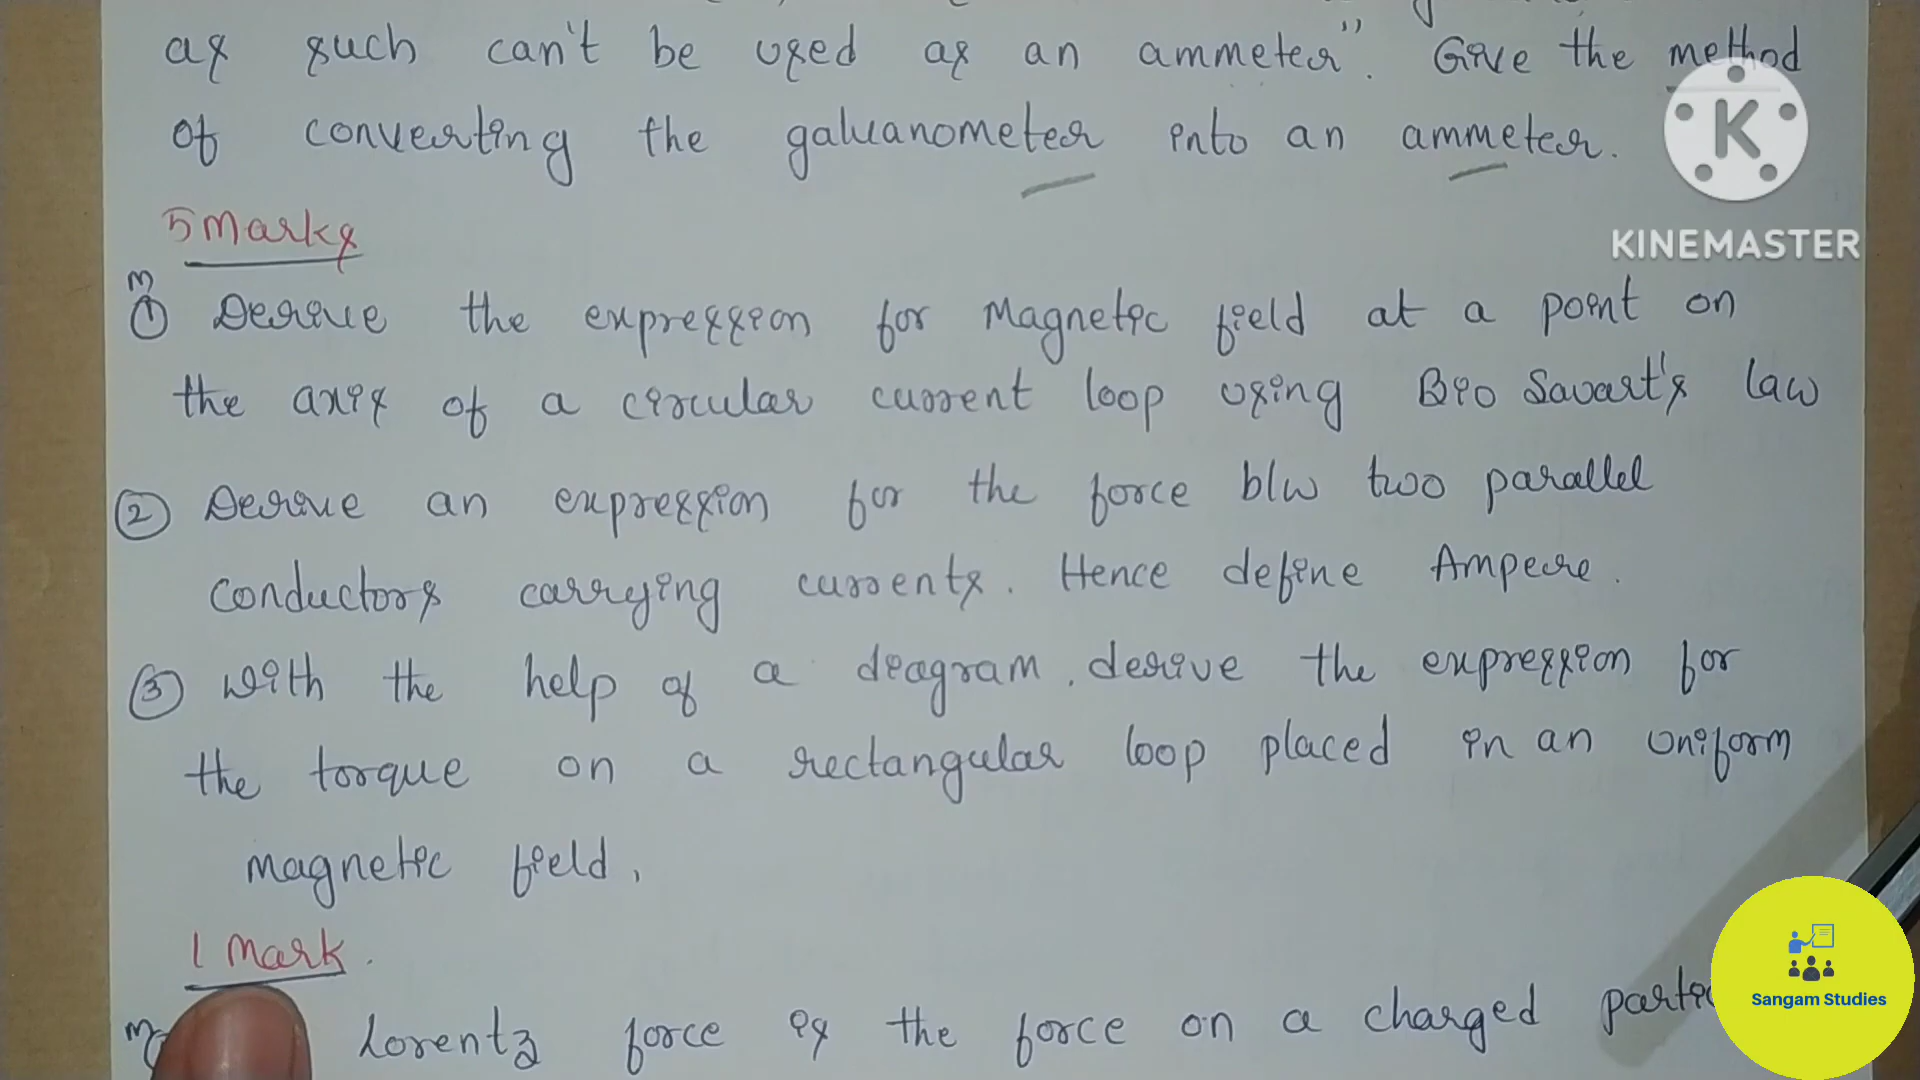 as such can't be used as an ammeter". Give the method
of converting the galvanometer into an ammeter.
K
KINEMASTER
5 Marks
M
① Derive the expression for Magnetic field at a point on
the axis of a circular current loop using Bio Savart's law
② Derive an expression for the force b/w two parallel
conductors carrying currents. Hence define Ampere.
③ With the help of a diagram, derive the expression for
the torque on a rectangular loop placed in an uniform
magnetic field,
1 Mark.
M Lorentz force is the force on a charged
Sangam Studies